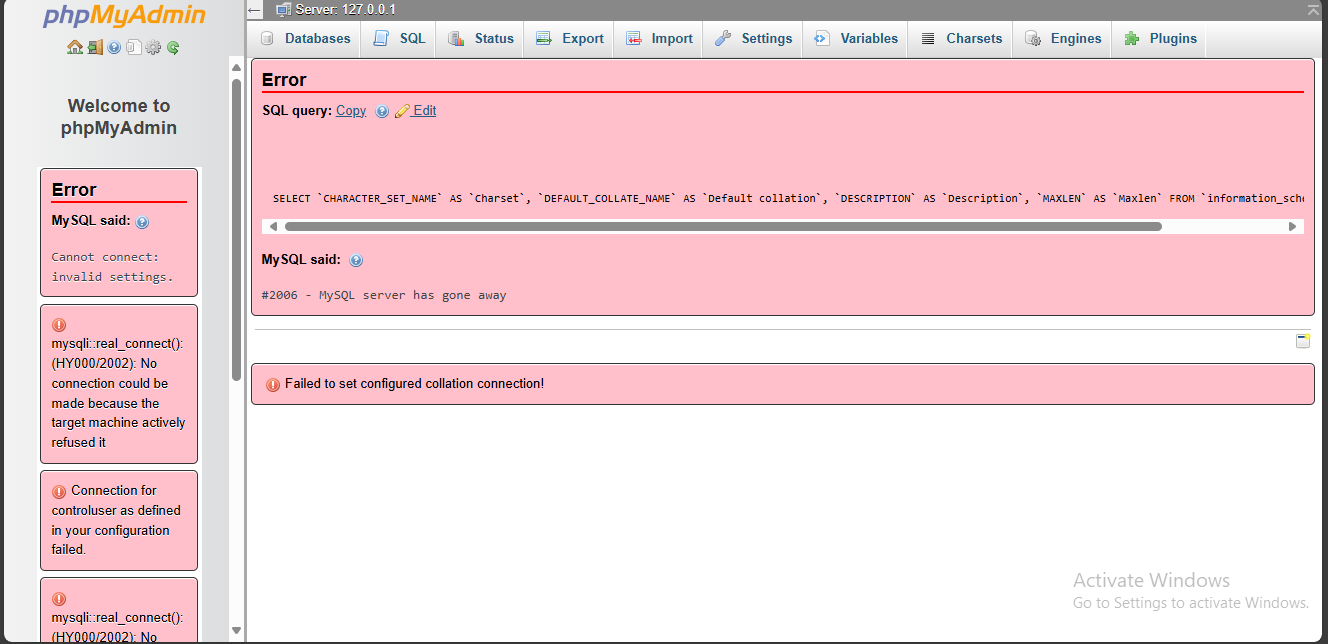 phpMyAdmin
Welcome to
phpMyAdmin
Error
MySQL said:
Cannot connect:
invalid settings.
mysqli::real_connect():
(HY000/2002): No
connection could be
made because the
target machine actively
refused it
Connection for
controluser as defined
in your configuration
failed.
mysqli::real_connect():
(HY000/2002): No
Server: 127.0.0.1
Databases SQL Status Export Import Settings Variables Charsets Engines Plugins
Error
SQL query: Copy Edit
SELECT `CHARACTER_SET_NAME` AS `Charset`, `DEFAULT_COLLATE_NAME` AS `Default collation`, `DESCRIPTION` AS `Description`, `MAXLEN` AS `Maxlen` FROM `information_sche
MySQL said:
#2006 - MySQL server has gone away
Failed to set configured collation connection!
Activate Windows
Go to Settings to activate Windows.